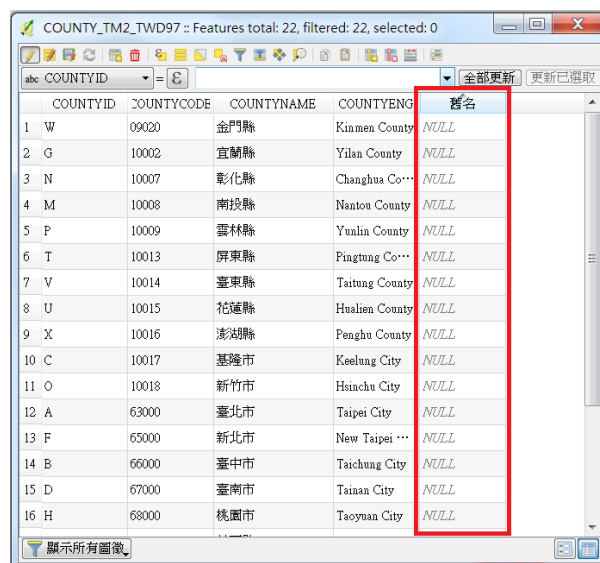 COUNTY_TM2_TWD97 :: Features total: 22, filtered: 22, selected: 0
abc COUNTYID = ε 全部更新 更新已選取
COUNTYID COUNTYCODE COUNTYNAME COUNTYENG 舊名
1 W 09020 金門縣 Kinmen County NULL
2 G 10002 宜蘭縣 Yilan County NULL
3 N 10007 彰化縣 Changhua Co… NULL
4 M 10008 南投縣 Nantou County NULL
5 P 10009 雲林縣 Yunlin County NULL
6 T 10013 屏東縣 Pingtung Co… NULL
7 V 10014 臺東縣 Taitung County NULL
8 U 10015 花蓮縣 Hualien County NULL
9 X 10016 澎湖縣 Penghu County NULL
10 C 10017 基隆市 Keelung City NULL
11 O 10018 新竹市 Hsinchu City NULL
12 A 63000 臺北市 Taipei City NULL
13 F 65000 新北市 New Taipei … NULL
14 B 66000 臺中市 Taichung City NULL
15 D 67000 臺南市 Tainan City NULL
16 H 68000 桃園市 Taoyuan City NULL
顯示所有圖徵